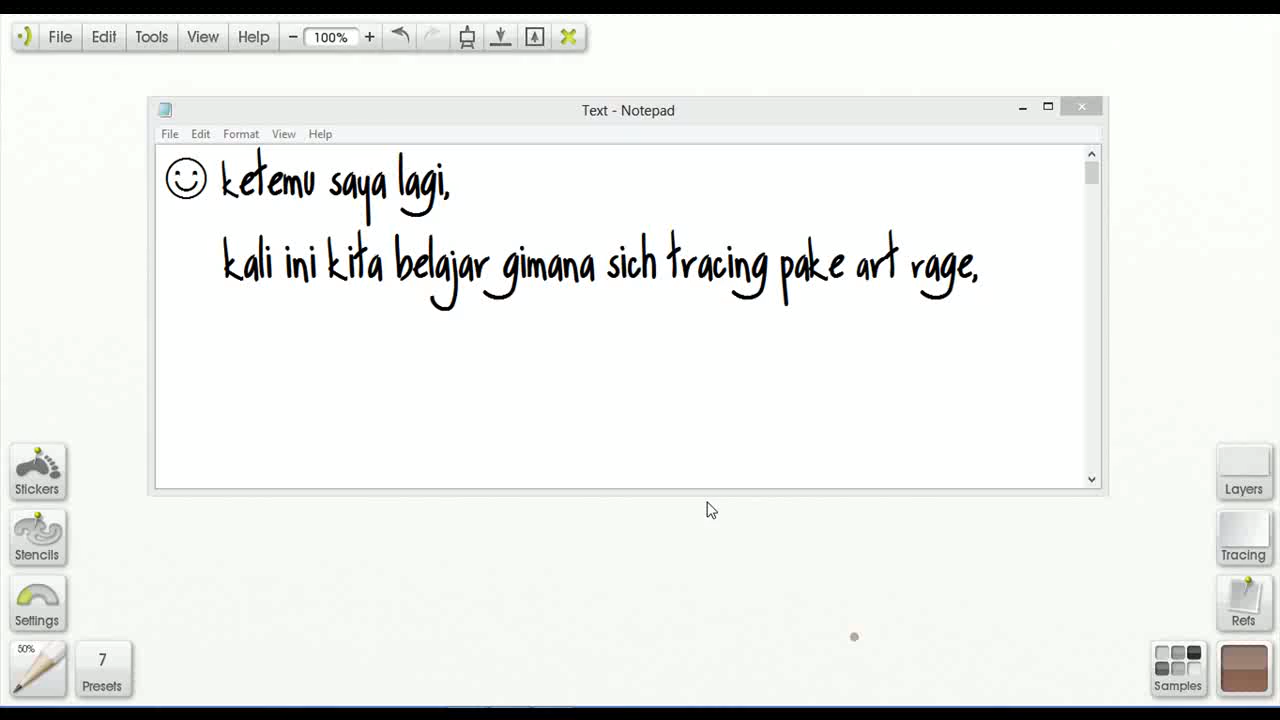 File Edit Tools View Help − 100% +
Text - Notepad
File Edit Format View Help
☺ ketemu saya lagi,
kali ini kita belajar gimana sich tracing pake art rage,
Stickers
Layers
Stencils
Tracing
Settings
Refs
50%
7
Presets
Samples